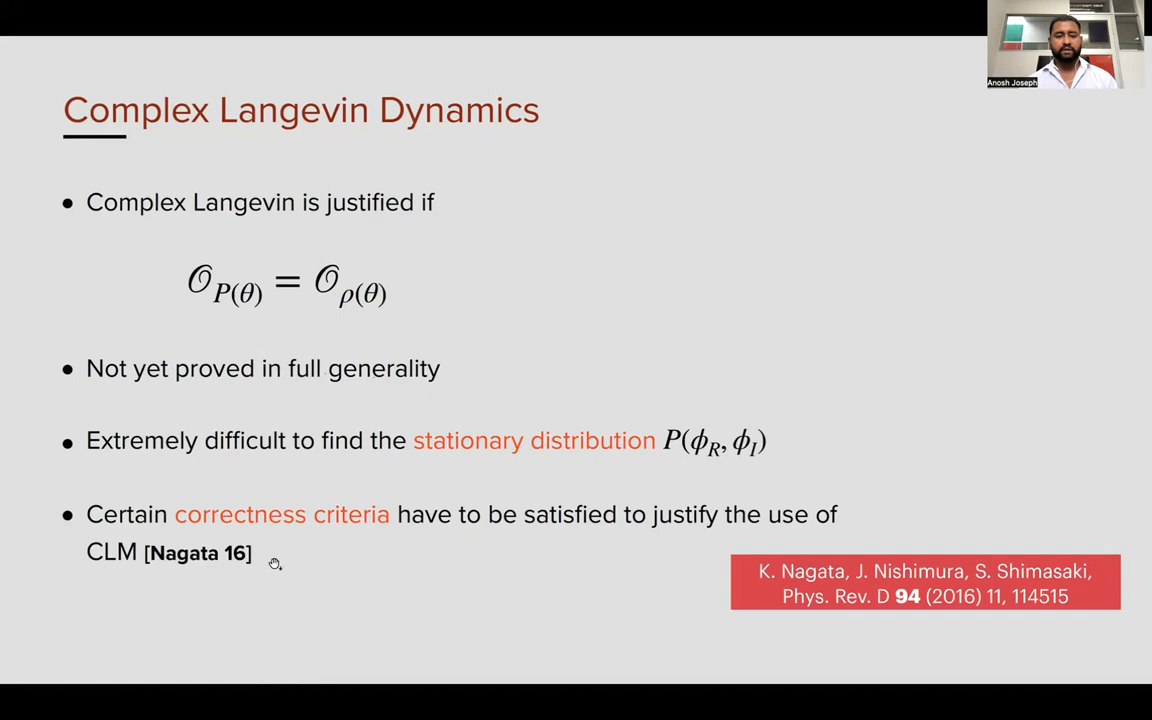 Anosh Joseph
Complex Langevin Dynamics
• Complex Langevin is justified if
𝒪_{P(θ)} = 𝒪_{ρ(θ)}
• Not yet proved in full generality
• Extremely difficult to find the stationary distribution P(ϕ_R, ϕ_I)
• Certain correctness criteria have to be satisfied to justify the use of
CLM [Nagata 16]
K. Nagata, J. Nishimura, S. Shimasaki,
Phys. Rev. D 94 (2016) 11, 114515